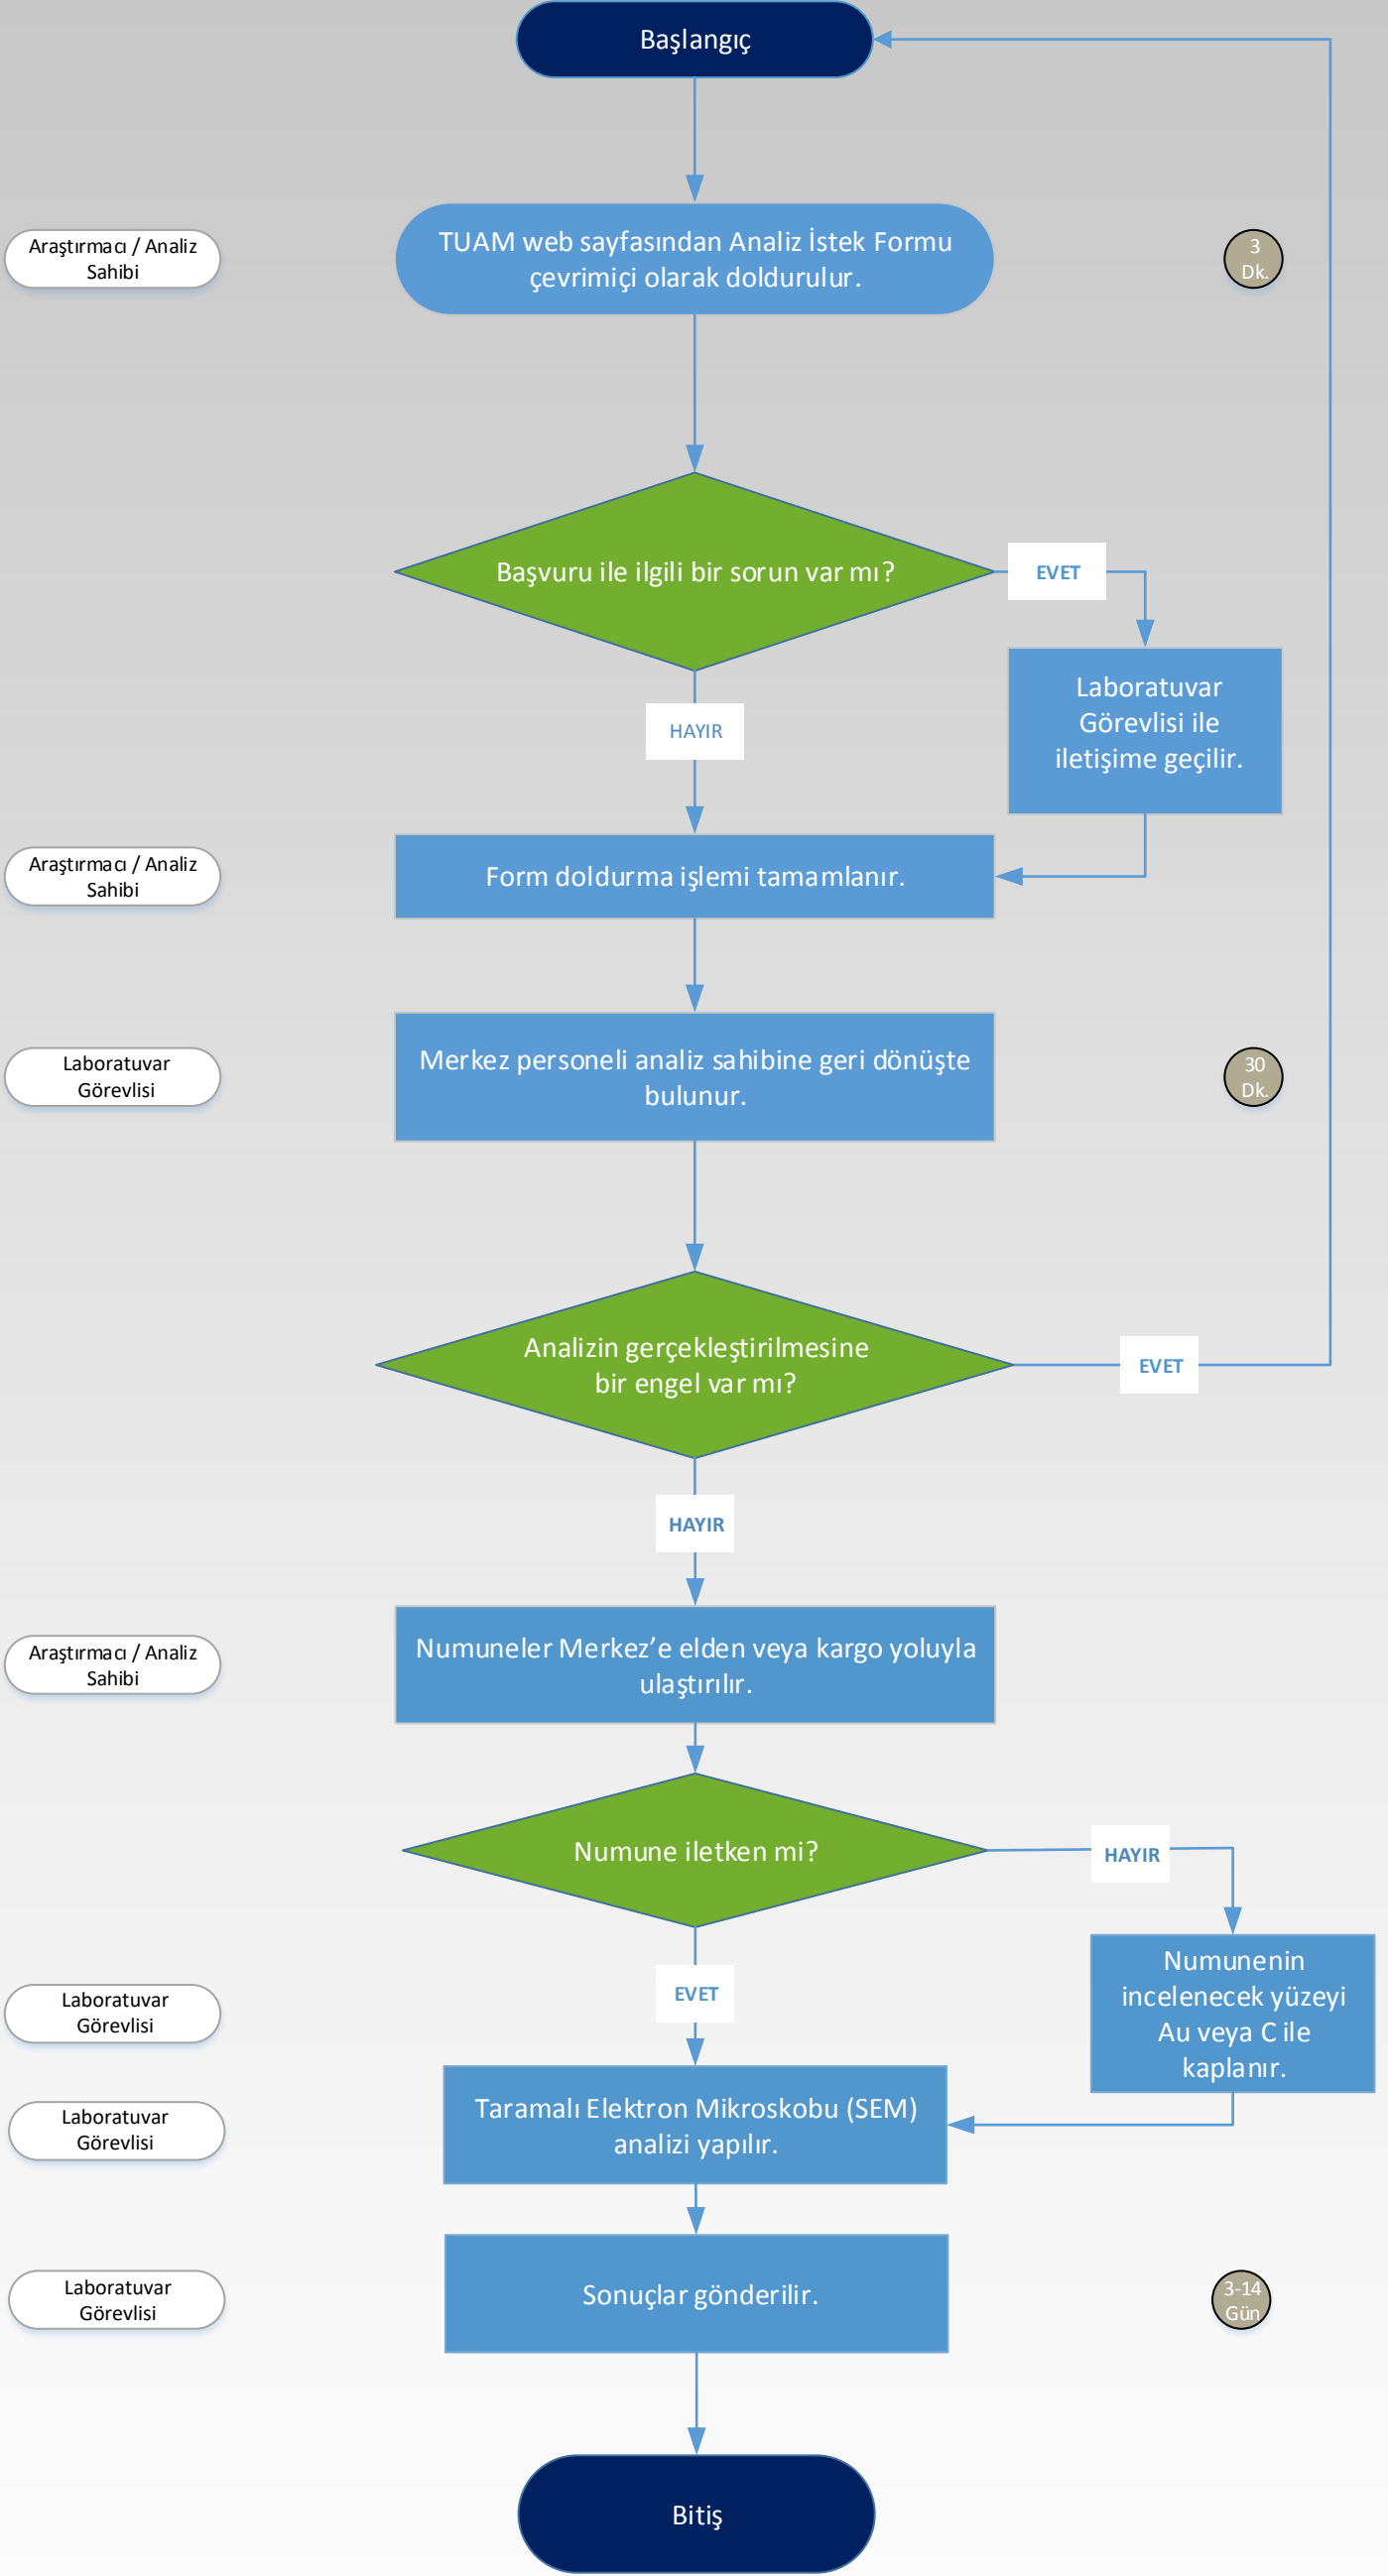 Başlangıç
Araştırmacı / Analiz
Sahibi
TUAM web sayfasından Analiz İstek Formu
çevrimiçi olarak doldurulur.
3
Dk.
Başvuru ile ilgili bir sorun var mı?
EVET
Laboratuvar
Görevlisi ile
iletişime geçilir.
HAYIR
Araştırmacı / Analiz
Sahibi
Form doldurma işlemi tamamlanır.
Laboratuvar
Görevlisi
Merkez personeli analiz sahibine geri dönüşte
bulunur.
30
Dk.
Analizin gerçekleştirilmesine
bir engel var mı?
EVET
HAYIR
Araştırmacı / Analiz
Sahibi
Numuneler Merkez’e elden veya kargo yoluyla
ulaştırılır.
Numune iletken mi?
HAYIR
Numunenin
incelenecek yüzeyi
Au veya C ile
kaplanır.
EVET
Laboratuvar
Görevlisi
Laboratuvar
Görevlisi
Taramalı Elektron Mikroskobu (SEM)
analizi yapılır.
Laboratuvar
Görevlisi
Sonuçlar gönderilir.
3-14
Gün
Bitiş